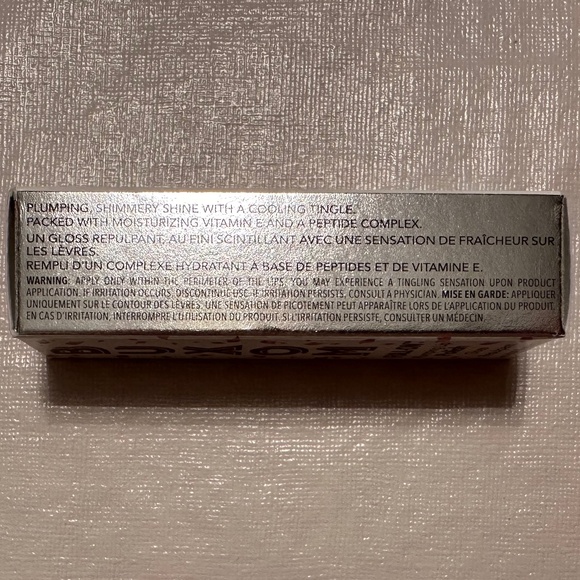 PLUMPING, SHIMMERY SHINE WITH A COOLING TINGLE.
PACKED WITH MOISTURIZING VITAMIN E AND A PEPTIDE COMPLEX.
UN GLOSS REPULPANT, AU FINI SCINTILLANT AVEC UNE SENSATION DE FRAÎCHEUR SUR
LES LÈVRES.
REMPLI D'UN COMPLEXE HYDRATANT À BASE DE PEPTIDES ET DE VITAMINE E.
WARNING: APPLY ONLY WITHIN THE PERIMETER OF THE LIPS. YOU MAY EXPERIENCE A TINGLING SENSATION UPON PRODUCT
APPLICATION. IF IRRITATION OCCURS, DISCONTINUE USE. IF IRRITATION PERSISTS, CONSULT A PHYSICIAN. MISE EN GARDE: APPLIQUER
UNIQUEMENT SUR LE CONTOUR DES LÈVRES. UNE SENSATION DE PICOTEMENT PEUT APPARAÎTRE LORS DE L'APPLICATION DU PRODUIT.
EN CAS D'IRRITATION, INTERROMPRE L'UTILISATION DU PRODUIT. SI L'IRRITATION PERSISTE, CONSULTER UN MÉDECIN.